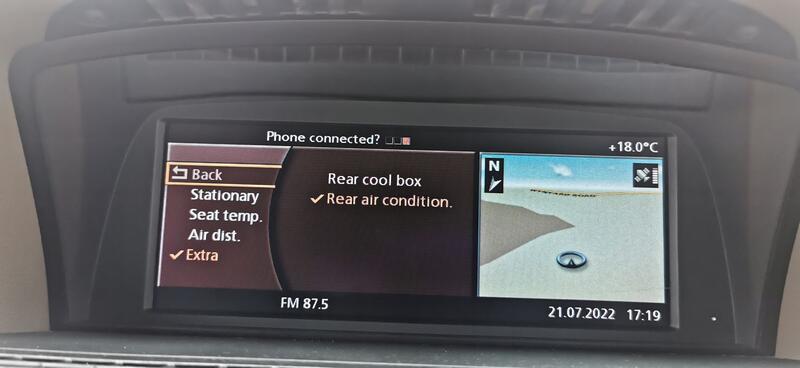 Phone connected?
+18.0°C
Back
Stationary
Seat temp.
Air dist.
Extra
Rear cool box
Rear air condition.
N
FM 87.5
21.07.2022 17:19